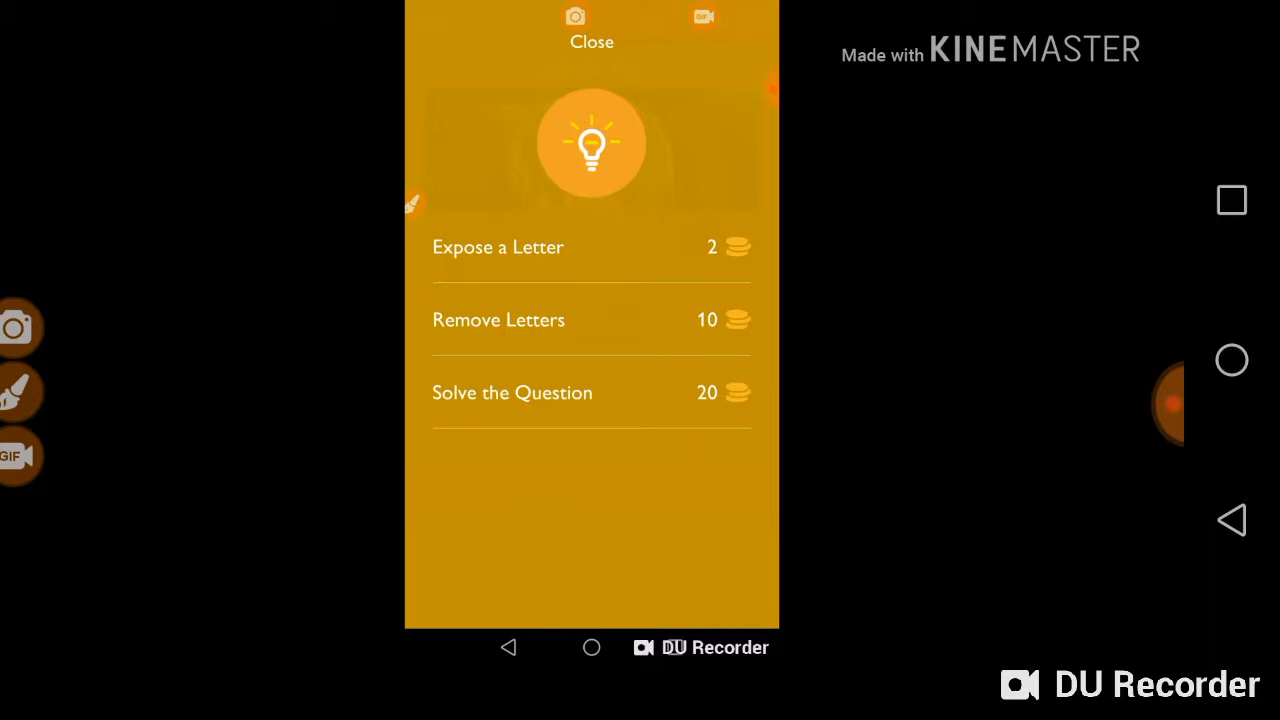 Close
Made with KINEMASTER
Expose a Letter 2
Remove Letters 10
Solve the Question 20
GIF
GIF
DU Recorder
DU Recorder